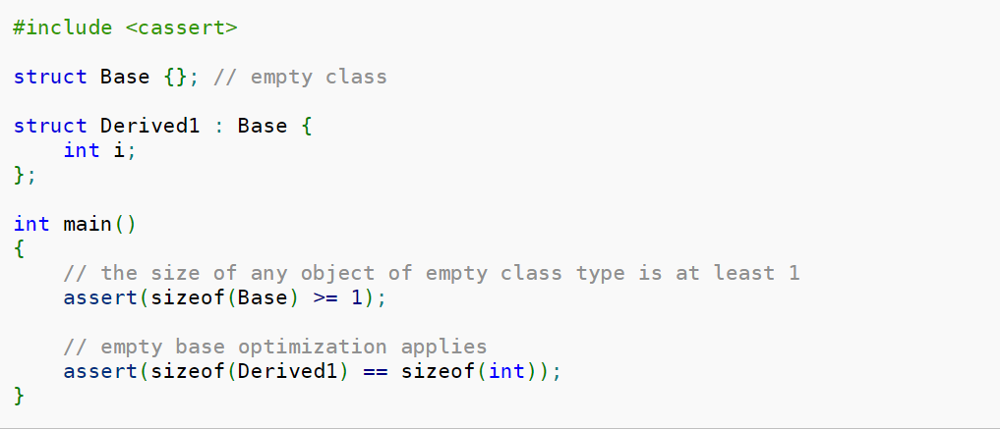 #include <cassert>
struct Base {}; // empty class
struct Derived1 : Base {
    int i;
};
int main()
{
    // the size of any object of empty class type is at least 1
    assert(sizeof(Base) >= 1);
    // empty base optimization applies
    assert(sizeof(Derived1) == sizeof(int));
}